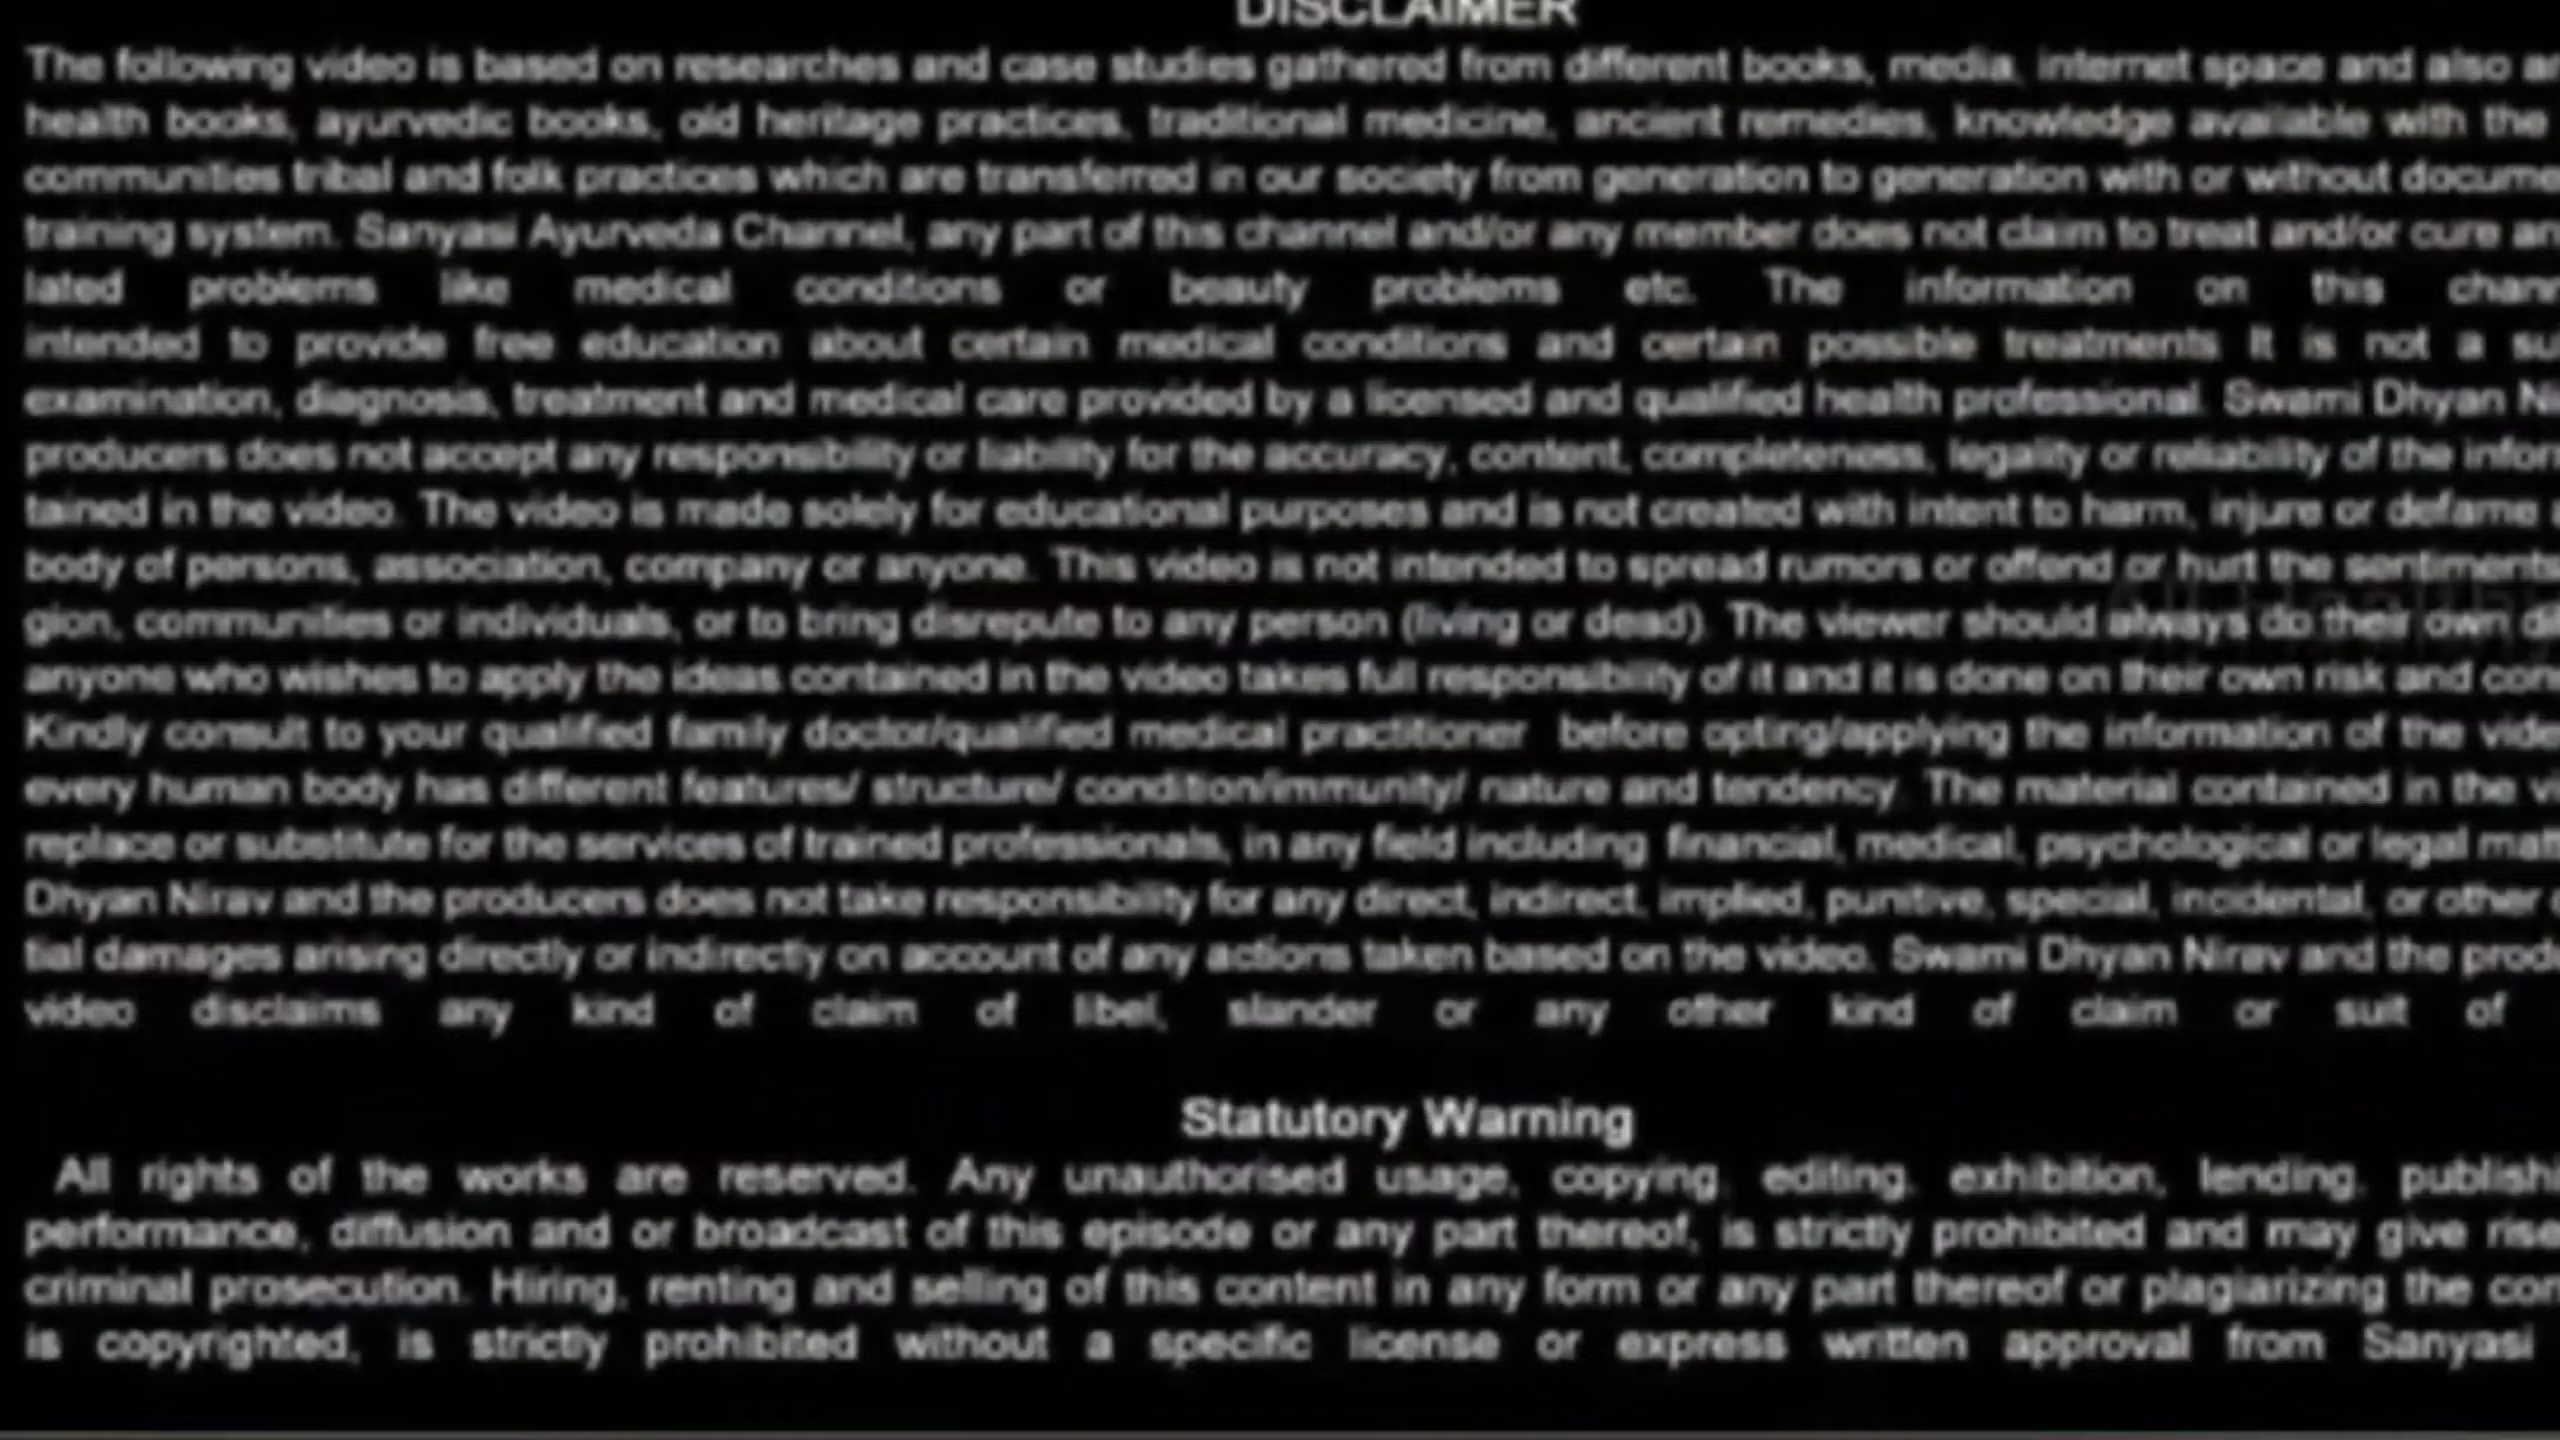 DISCLAIMER
The following video is based on researches and case studies gathered from different books, media, internet space and also
health books, ayurvedic books, old heritage practices, traditional medicine, ancient remedies, knowledge available with the
communities tribal and folk practices which are transferred in our society from generation to generation with or without docume
training system. Sanyasi Ayurveda Channel, any part of this channel and/or any member does not claim to treat and/or cure an
lated problems like medical conditions or beauty problems etc. The information on this chann
intended to provide free education about certain medical conditions and certain possible treatments It is not a su
examination, diagnosis, treatment and medical care provided by a licensed and qualified health professional. Swami Dhyan Ni
producers does not accept any responsibility or liability for the accuracy, content, completeness, legality or reliability of the infor
tained in the video. The video is made solely for educational purposes and is not created with intent to harm, injure or defame
body of persons, association, company or anyone. This video is not intended to spread rumors or offend or hurt the sentiments
gion, communities or individuals, or to bring disrepute to any person (living or dead). The viewer should always do their own di
anyone who wishes to apply the ideas contained in the video takes full responsibility of it and it is done on their own risk and con
Kindly consult to your qualified family doctor/qualified medical practitioner before opting/applying the information of the vide
every human body has different features/ structure/ condition/immunity/ nature and tendency. The material contained in the vi
replace or substitute for the services of trained professionals, in any field including financial, medical, psychological or legal matt
Dhyan Nirav and the producers does not take responsibility for any direct, indirect, implied, punitive, special, incidental, or other
tial damages arising directly or indirectly on account of any actions taken based on the video. Swami Dhyan Nirav and the prod
video disclaims any kind of claim of libel, slander or any other kind of claim or suit of
Statutory Warning
All rights of the works are reserved. Any unauthorised usage, copying, editing, exhibition, lending, publishi
performance, diffusion and or broadcast of this episode or any part thereof, is strictly prohibited and may give rise
criminal prosecution. Hiring, renting and selling of this content in any form or any part thereof or plagiarizing the con
is copyrighted, is strictly prohibited without a specific license or express written approval from Sanyasi